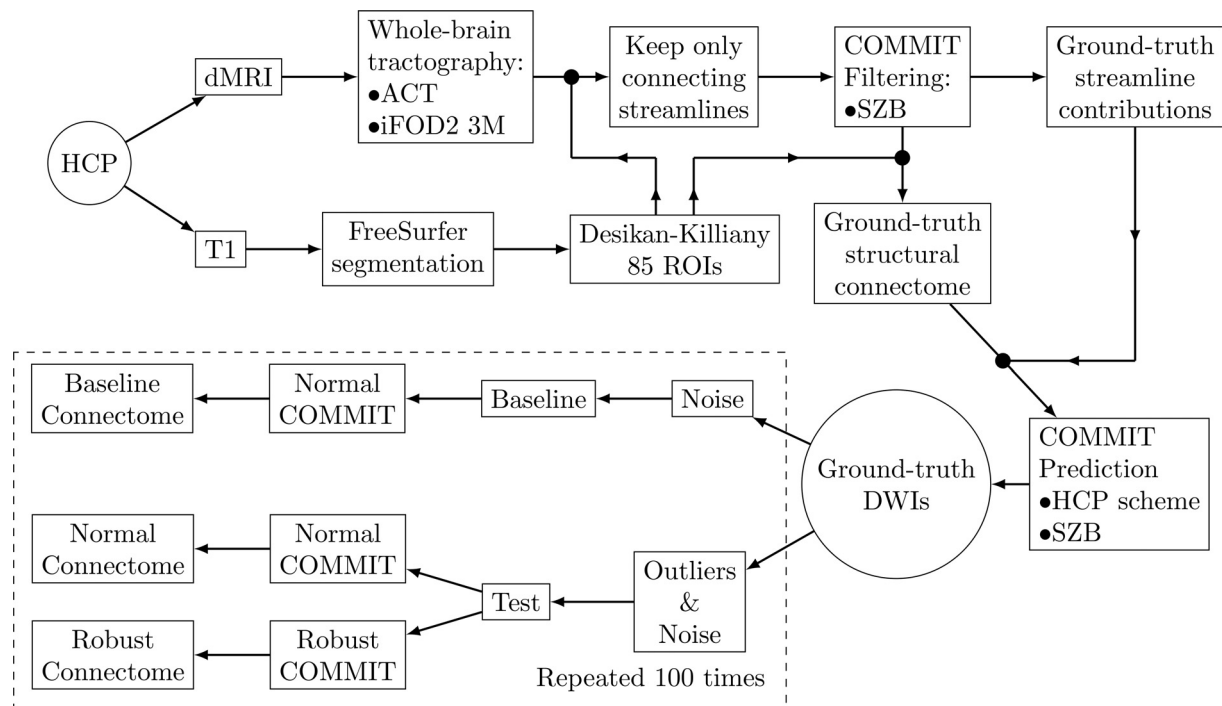 HCP
dMRI
T1
Whole-brain
tractography:
●ACT
●iFOD2 3M
FreeSurfer
segmentation
Keep only
connecting
streamlines
Desikan-Killiany
85 ROIs
COMMIT
Filtering:
●SZB
Ground-truth
streamline
contributions
Ground-truth
structural
connectome
COMMIT
Prediction
●HCP scheme
●SZB
Ground-truth
DWIs
Noise
Baseline
Normal
COMMIT
Baseline
Connectome
Outliers
&
Noise
Test
Normal
COMMIT
Normal
Connectome
Robust
COMMIT
Robust
Connectome
Repeated 100 times